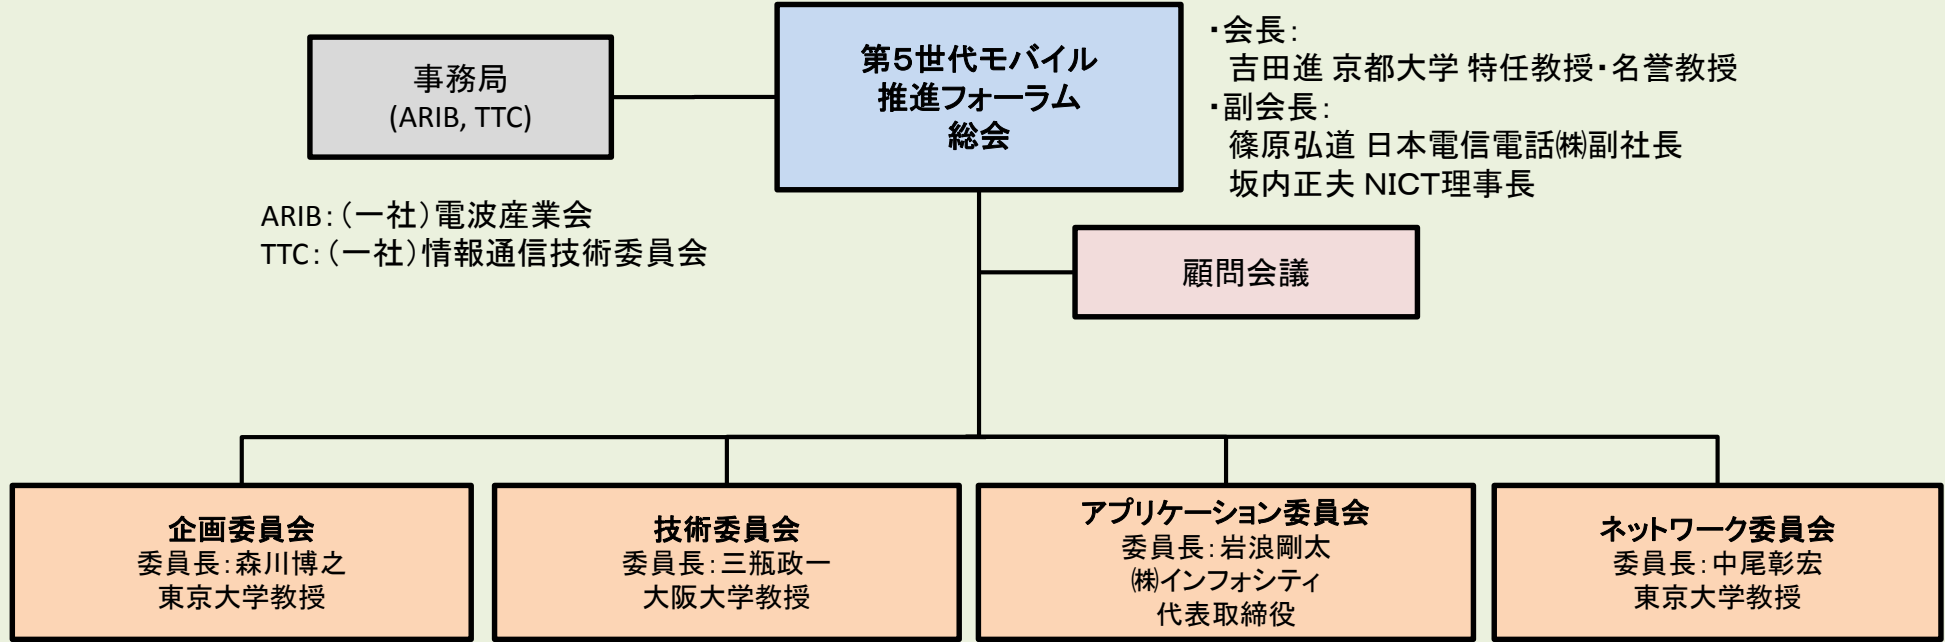 事務局
(ARIB, TTC)
第5世代モバイル
推進フォーラム
総会
・会長：
吉田進 京都大学 特任教授・名誉教授
・副会長：
篠原弘道 日本電信電話㈱副社長
坂内正夫 NICT理事長
ARIB：（一社）電波産業会
TTC：（一社）情報通信技術委員会
顧問会議
企画委員会
委員長：森川博之
東京大学教授
技術委員会
委員長：三瓶政一
大阪大学教授
アプリケーション委員会
委員長：岩浪剛太
㈱インフォシティ
代表取締役
ネットワーク委員会
委員長：中尾彰宏
東京大学教授